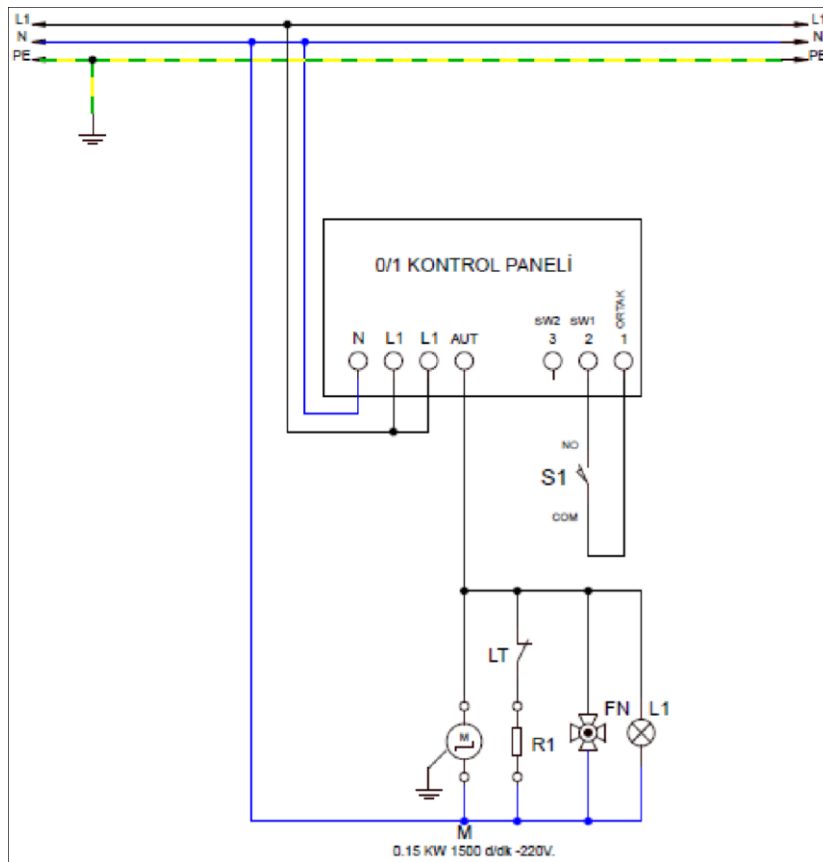 L1 L1
N N
PE PE
0/1 KONTROL PANELİ
SW2 SW1 ORTAK
N L1 L1 AUT 3 2 1
NO
S1
COM
LT
FN L1
M
R1
M
0.15 KW 1500 d/dk -220V.